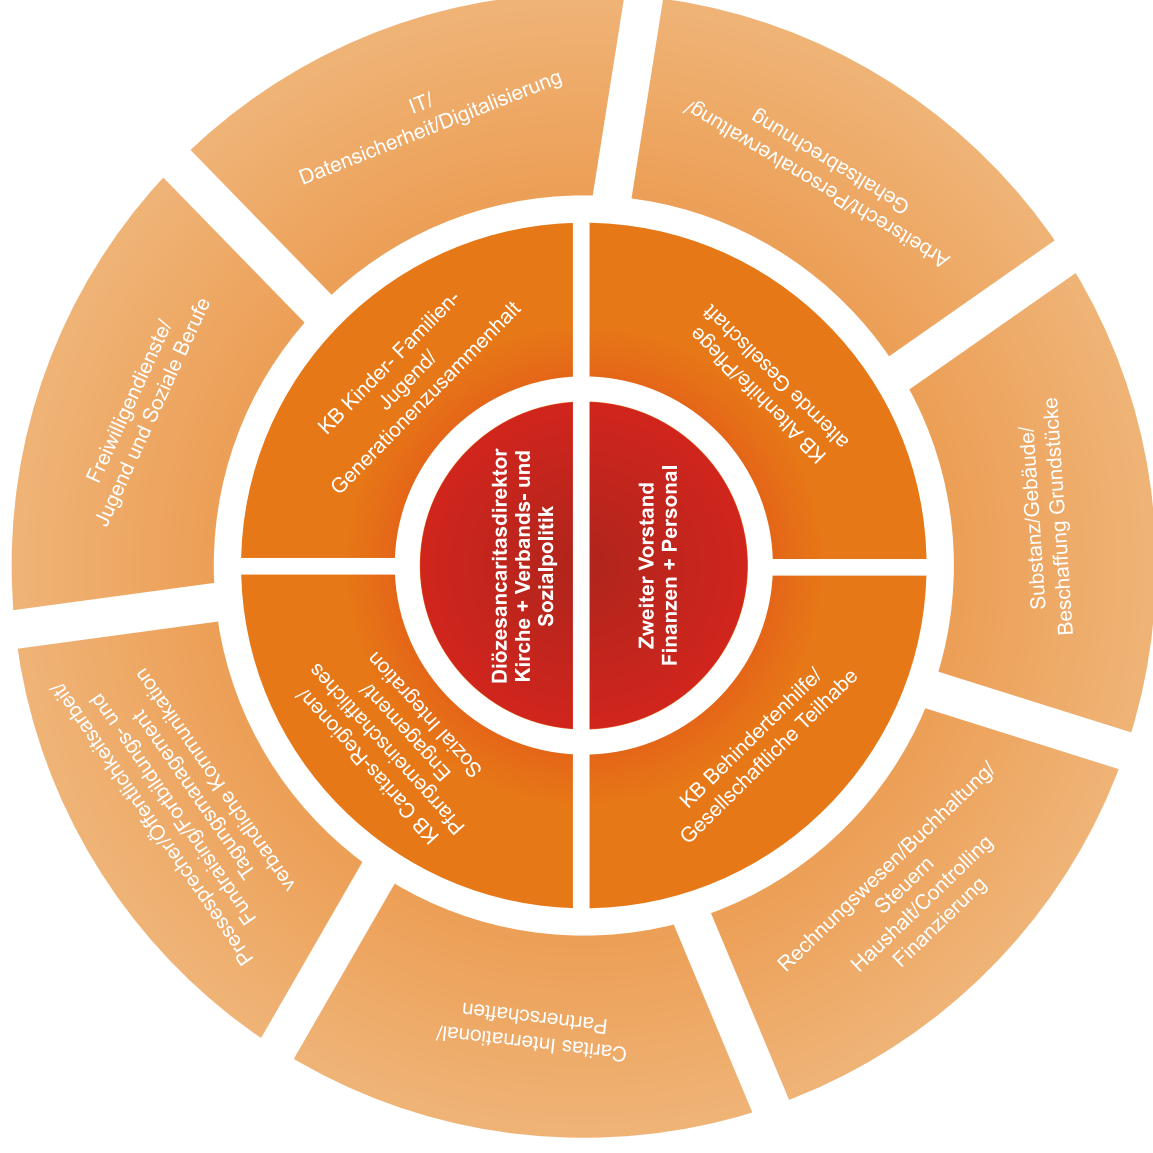 Diözesancaritasdirektor
Kirche + Verbands- und
Sozialpolitik
Zweiter Vorstand
Finanzen + Personal
KB Kinder- Familien-
Jugend/
Generationenzusammenhalt
KB Altenhilfe/Pflege
alternde Gesellschaft
KB Behindertenhilfe/
Gesellschaftliche Teilhabe
KB Caritas-Regionen/
Pfarrgemeinschaftliches
Engagement/
Sozial Integration
IT/
Datensicherheit/Digitalisierung
Arbeitsrecht/Personalverwaltung/
Gehaltsabrechnung
Substanz/Gebäude/
Beschaffung Grundstücke
Rechnungswesen/Buchhaltung/
Steuern
Haushalt/Controlling
Finanzierung
Caritas International/
Partnerschaften
Pressesprecher/Öffentlichkeitsarbeit/
Fundraising/Fortbildungs- und
Tagungsmanagement
verbandliche Kommunikation
Freiwilligendienste/
Jugend und Soziale Berufe